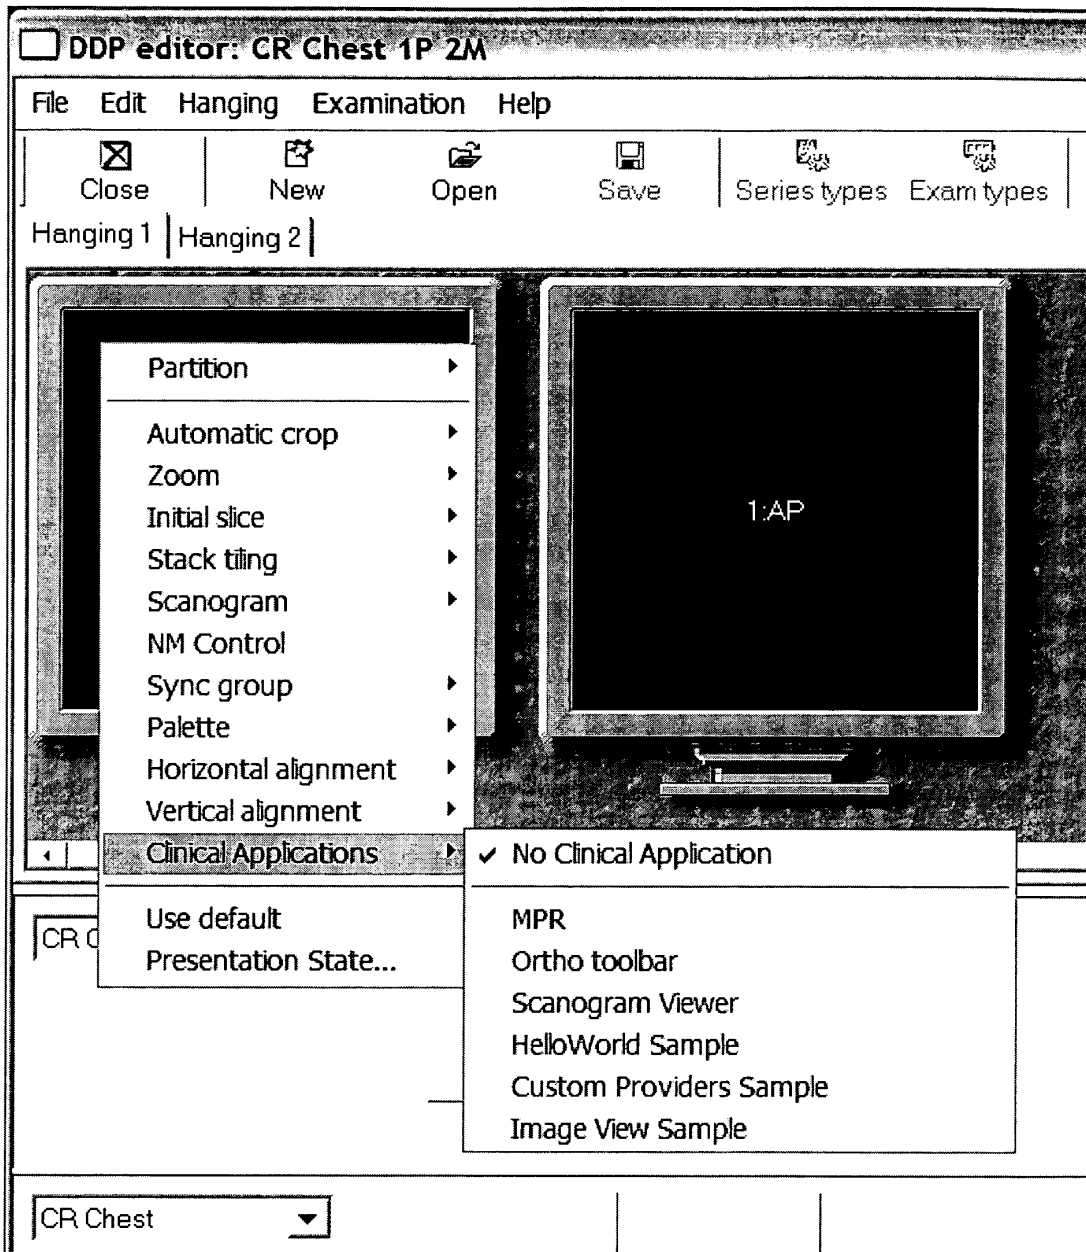 DDP editor: CR Chest 1P 2M
File Edit Hanging Examination Help
Close New Open Save Series types Exam types
Hanging 1 Hanging 2
Partition
Automatic crop
Zoom
Initial slice
1:AP
Stack tiling
Scanogram
NM Control
Sync group
Palette
Horizontal alignment
Vertical alignment
Clinical Applications
No Clinical Application
Use default
Presentation State...
MPR
Ortho toolbar
Scanogram Viewer
HelloWorld Sample
Custom Providers Sample
Image View Sample
CR
CR Chest